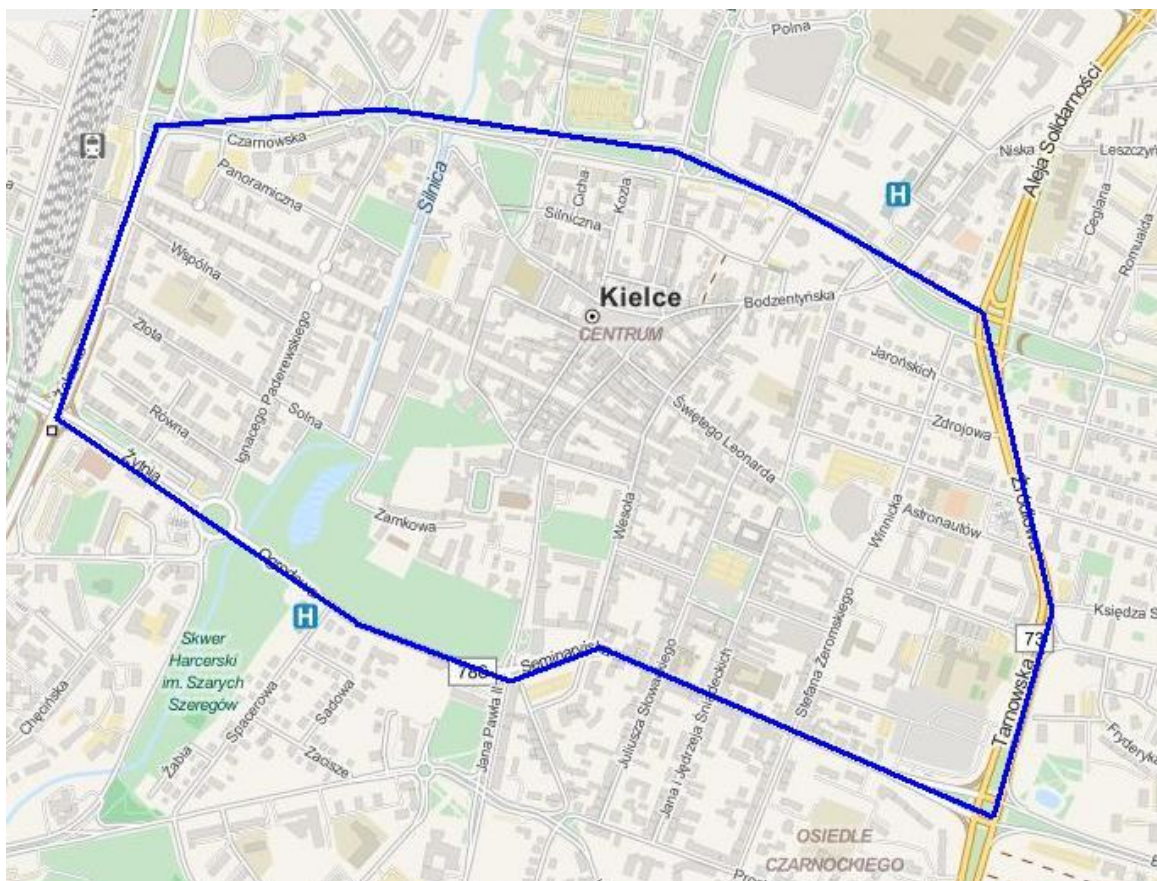 Polna
Aleja Solidarności
Czarnowska
Niska
Leszczyń
H
Panoramiczna
Silnica
Cicha
Kozia
Silniczna
Ceglana
Romualda
Wspólna
Kielce
CENTRUM
Bodzentyńska
Złota
Ignacego Paderewskiego
Jarońskich
Równa
Solna
Świętego Leonarda
Zdrojowa
Żytnia
Zamkowa
Wesoła
Winnicka
Astronautów
Źródłowa
Ogrodowa
H
Księdza S
Skwer
Harcerski
im. Szarych
Szeregów
786
Seminaryjska
73
Tarnowska
Chęcińska
Spacerowa
Sadowa
Żabia
Zacisze
Jana Pawła II
Juliusza Słowackiego
Jana i Jędrzeja Śniadeckich
Stefana Żeromskiego
Fryderyka
OSIEDLE
CZARNOCKIEGO